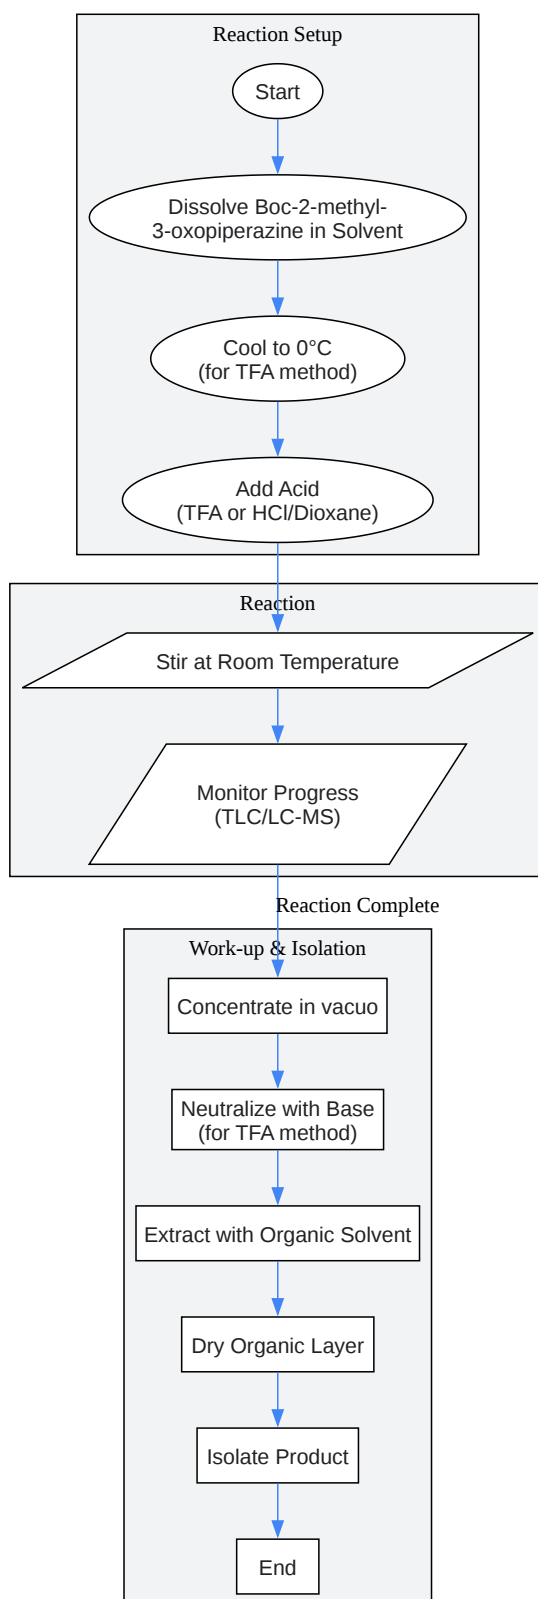 Reaction Setup
Start
Dissolve Boc-2-methyl-
3-oxopiperazine in Solvent
Cool to 0°C
(for TFA method)
Add Acid
(TFA or HCl/Dioxane)
Reaction
Stir at Room Temperature
Monitor Progress
(TLC/LC-MS)
Reaction Complete
Work-up & Isolation
Concentrate in vacuo
Neutralize with Base
(for TFA method)
Extract with Organic Solvent
Dry Organic Layer
Isolate Product
End